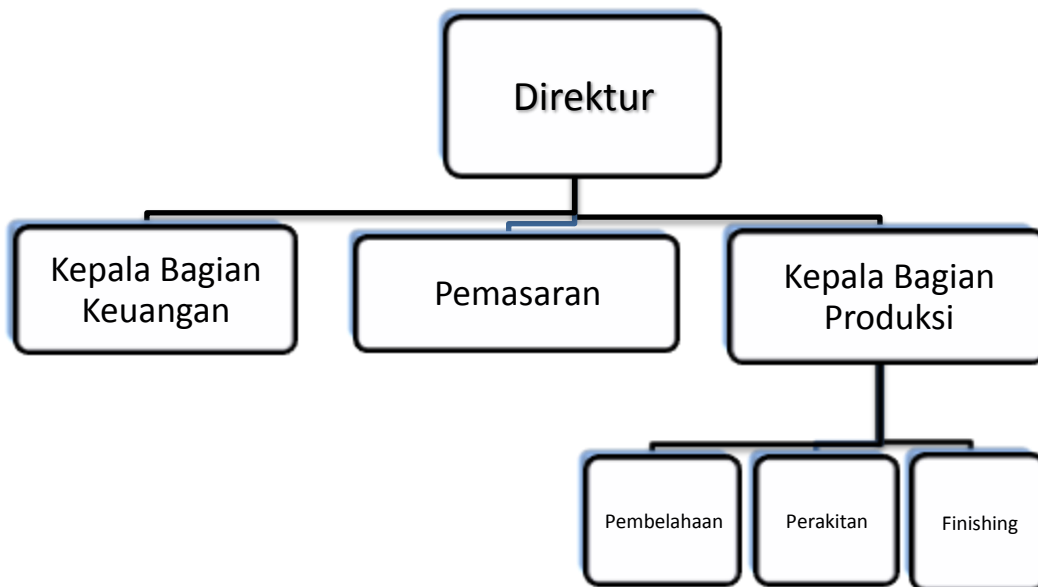 Direktur
Kepala Bagian
Keuangan
Pemasaran
Kepala Bagian
Produksi
Pembelahaan
Perakitan
Finishing